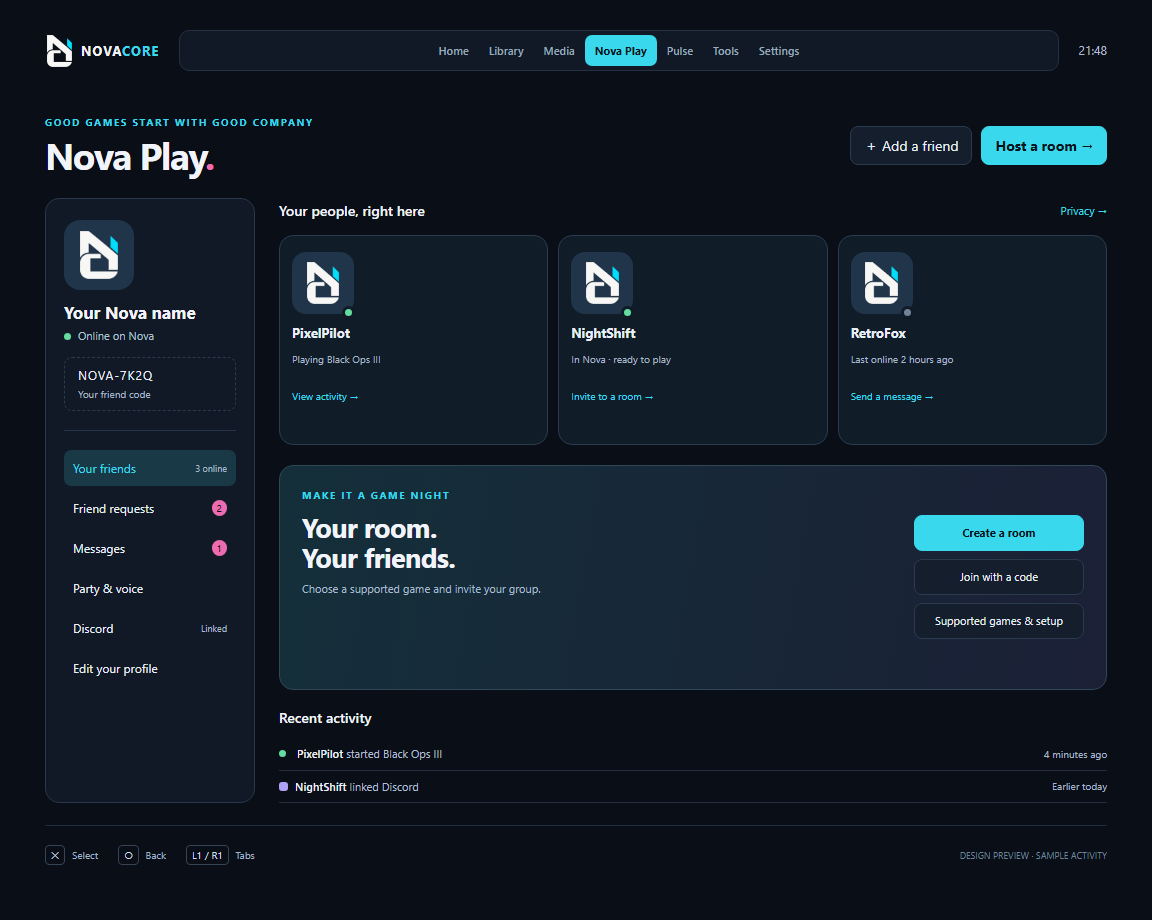 NOVACORE
Home Library Media Nova Play Pulse Tools Settings
21:48
GOOD GAMES START WITH GOOD COMPANY
Nova Play.
+ Add a friend
Host a room →
Your Nova name
Online on Nova
NOVA-7K2Q
Your friend code
Your friends 3 online
Friend requests 2
Messages 1
Party & voice
Discord Linked
Edit your profile
Your people, right here
Privacy →
PixelPilot
Playing Black Ops III
View activity →
NightShift
In Nova · ready to play
Invite to a room →
RetroFox
Last online 2 hours ago
Send a message →
MAKE IT A GAME NIGHT
Your room.
Your friends.
Choose a supported game and invite your group.
Create a room
Join with a code
Supported games & setup
Recent activity
PixelPilot started Black Ops III 4 minutes ago
NightShift linked Discord Earlier today
✕ Select ○ Back L1 / R1 Tabs
DESIGN PREVIEW · SAMPLE ACTIVITY